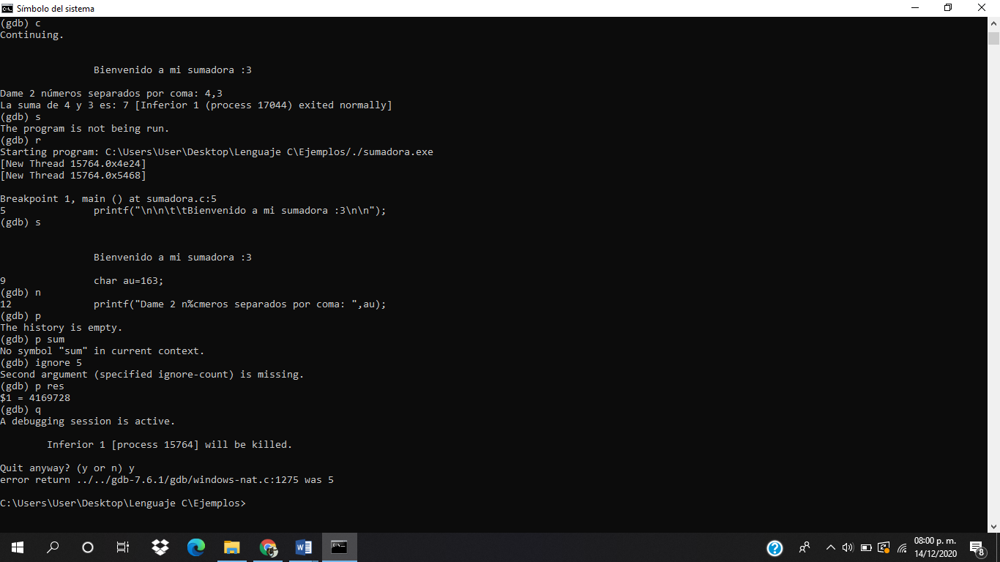 Símbolo del sistema
(gdb) c
Continuing.
Bienvenido a mi sumadora :3
Dame 2 números separados por coma: 4,3
La suma de 4 y 3 es: 7 [Inferior 1 (process 17044) exited normally]
(gdb) s
The program is not being run.
(gdb) r
Starting program: C:\Users\User\Desktop\Lenguaje C\Ejemplos/./sumadora.exe
[New Thread 15764.0x4e24]
[New Thread 15764.0x5468]
Breakpoint 1, main () at sumadora.c:5
5               printf("\n\n\t\tBienvenido a mi sumadora :3\n\n");
(gdb) s
Bienvenido a mi sumadora :3
9               char au=163;
(gdb) n
12              printf("Dame 2 n%cmeros separados por coma: ",au);
(gdb) p
The history is empty.
(gdb) p sum
No symbol "sum" in current context.
(gdb) ignore 5
Second argument (specified ignore-count) is missing.
(gdb) p res
$1 = 4169728
(gdb) q
A debugging session is active.
Inferior 1 [process 15764] will be killed.
Quit anyway? (y or n) y
error return ../../gdb-7.6.1/gdb/windows-nat.c:1275 was 5
C:\Users\User\Desktop\Lenguaje C\Ejemplos>
08:00 p. m.
14/12/2020
8